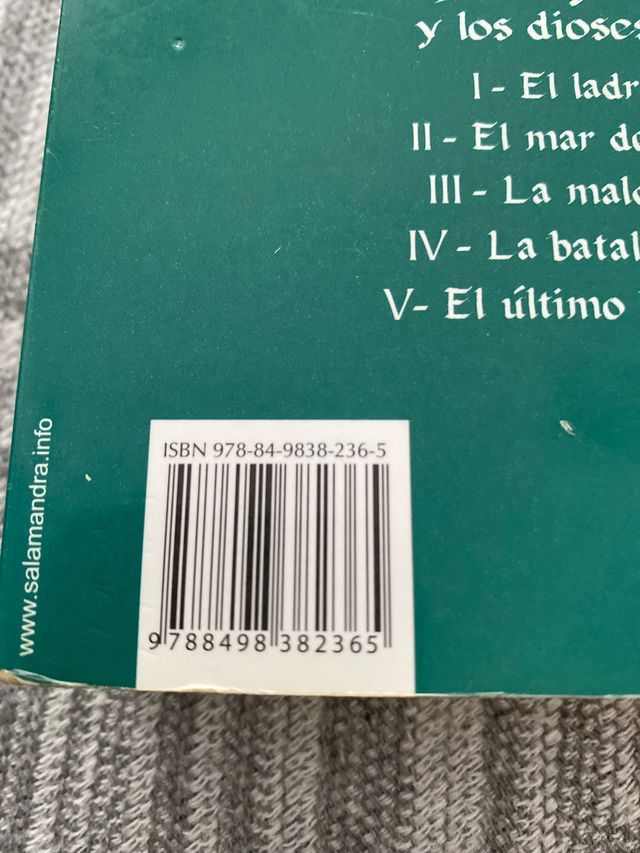 y los dioses
I - El ladr
II - El mar de
III - La mald
IV - La batal
V- El último
www.salamandra.info
ISBN 978-84-9838-236-5
9 788498 382365